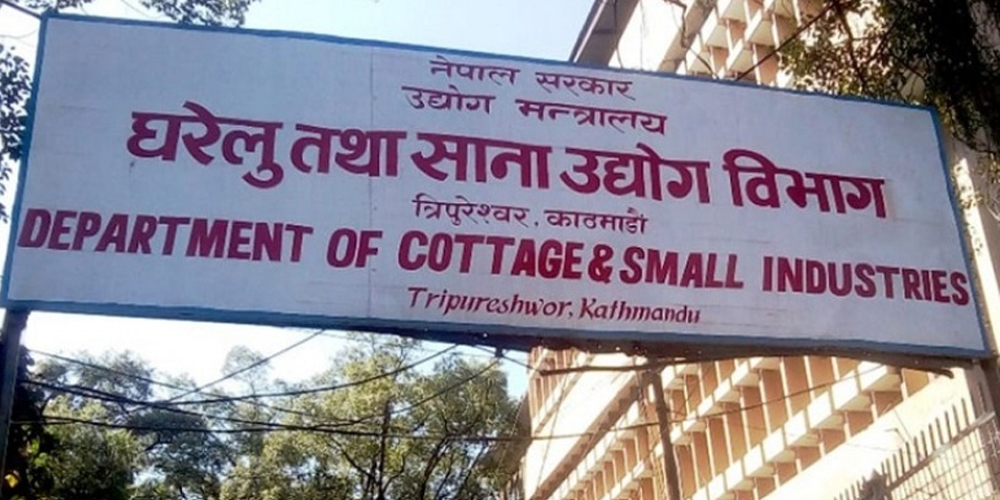 नेपाल सरकार
उद्योग मन्त्रालय
घरेलु तथा साना उद्योग विभाग
त्रिपुरेश्वर, काठमाडौं
DEPARTMENT OF COTTAGE & SMALL INDUSTRIES
Tripureshwor, Kathmandu